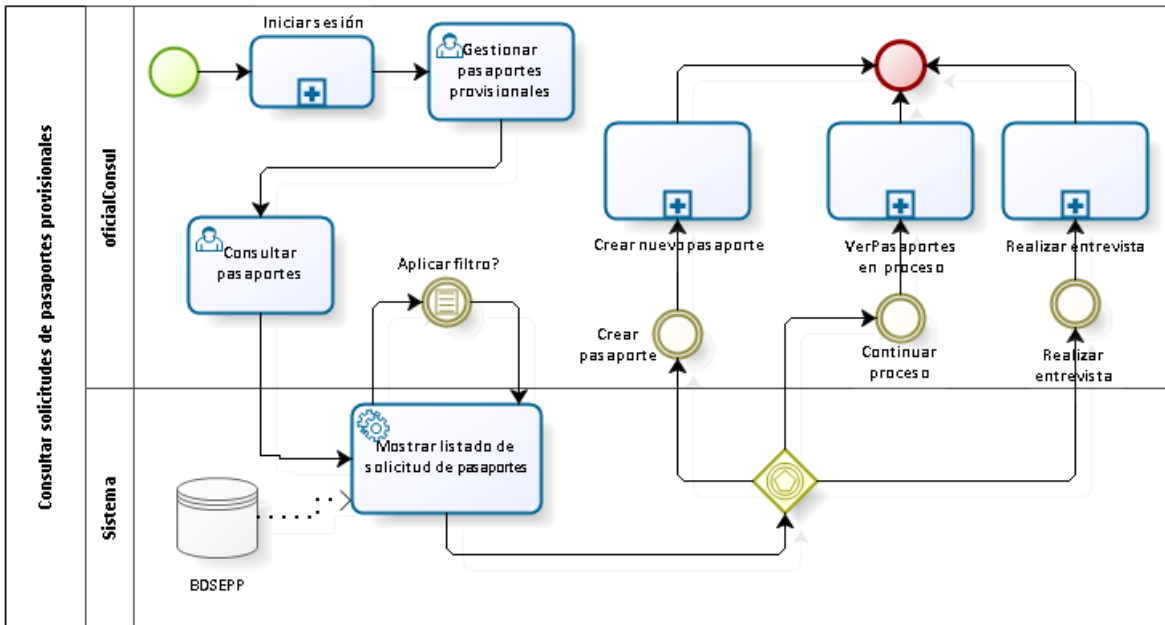 Consultar solicitudes de pasaportes provisionales
oficialConsul
Sistema
Iniciar sesión
Gestionar
pasaportes
provisionales
Consultar
pasaportes
Aplicar filtro?
Crear nuevo pasaporte
VerPasaportes
en proceso
Realizar entrevista
Crear
pasaporte
Continuar
proceso
Realizar
entrevista
Mostrar listado de
solicitud de pasaportes
BDSEPP